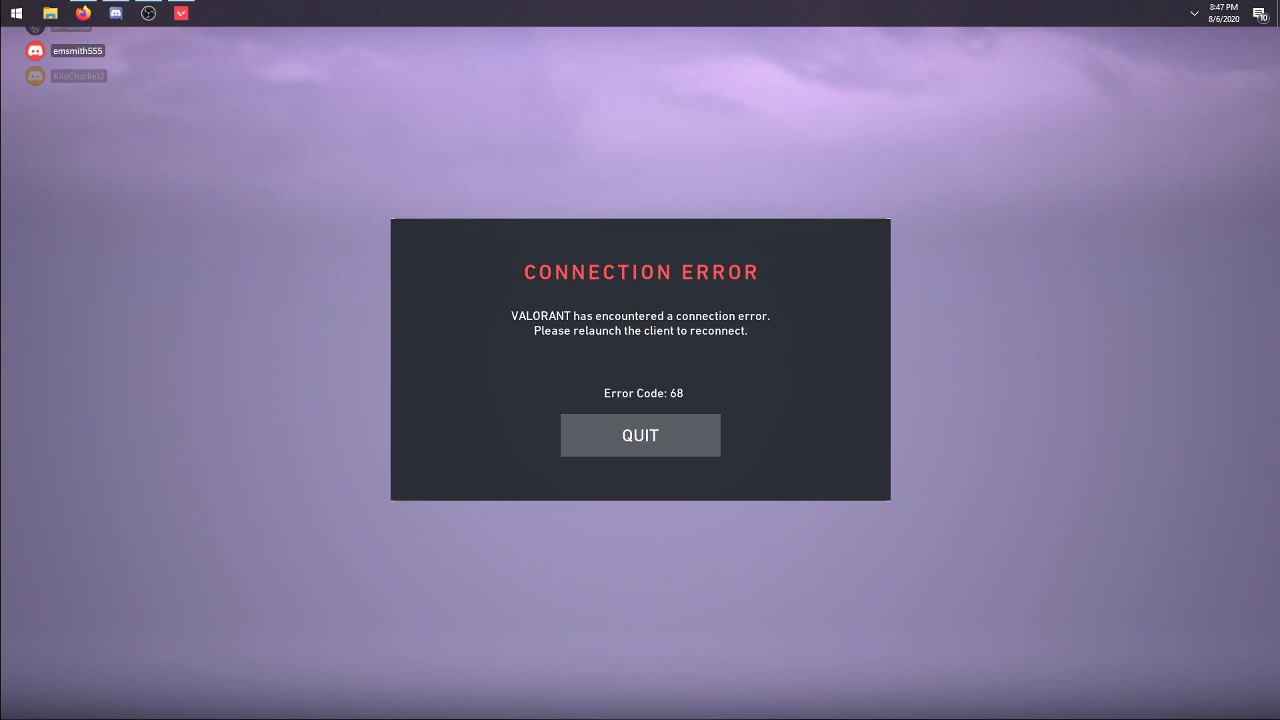 8:47 PM
8/6/2020
10
emsmith555
KiloCharlie12
CONNECTION ERROR
VALORANT has encountered a connection error.
Please relaunch the client to reconnect.
Error Code: 68
QUIT